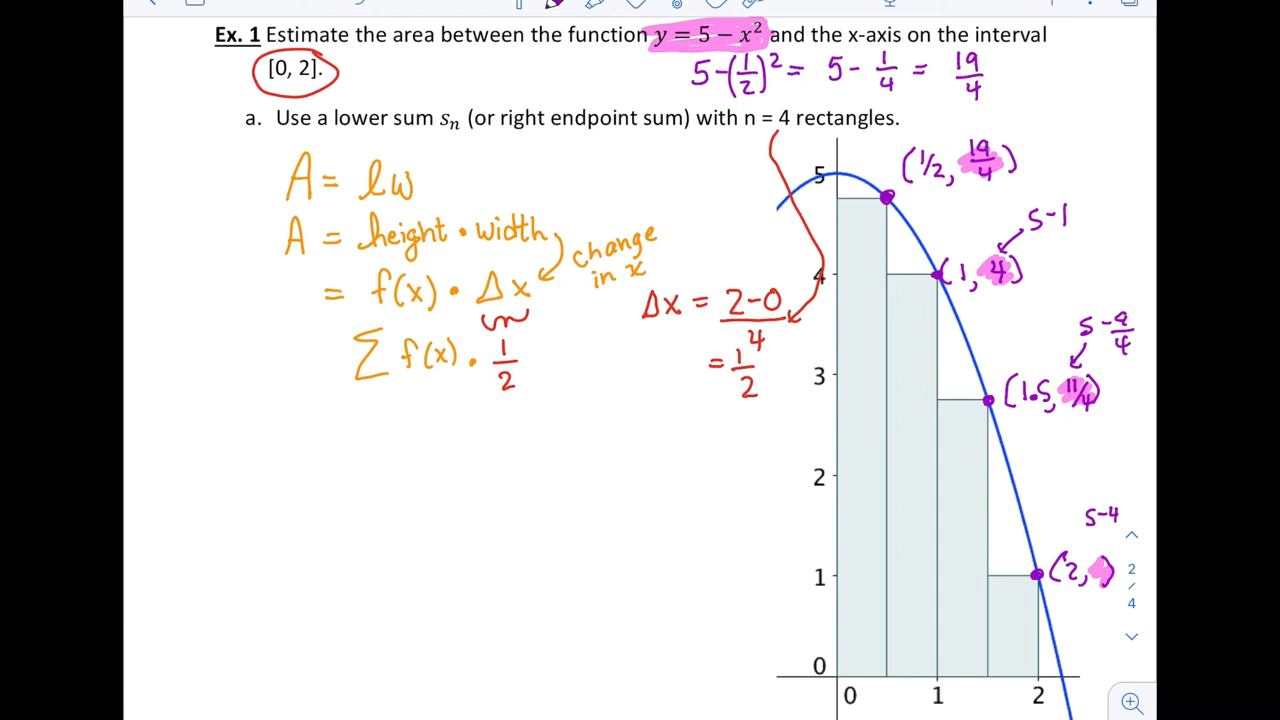 Ex. 1 Estimate the area between the function y = 5 − x² and the x-axis on the interval
[0, 2].
5-(1/2)² = 5 - 1/4 = 19/4
a. Use a lower sum sₙ (or right endpoint sum) with n = 4 rectangles.
A = lw
A = height · width
change
in x
= f(x) · Δx
Σ f(x) · 1/2
Δx = 2-0/4
= 1/2
(1/2, 19/4)
5-1
(1, 4)
5-9/4
(1.5, 11/4)
5-4
(2, )
5
4
3
2
1
0
0 1 2
2
/
4